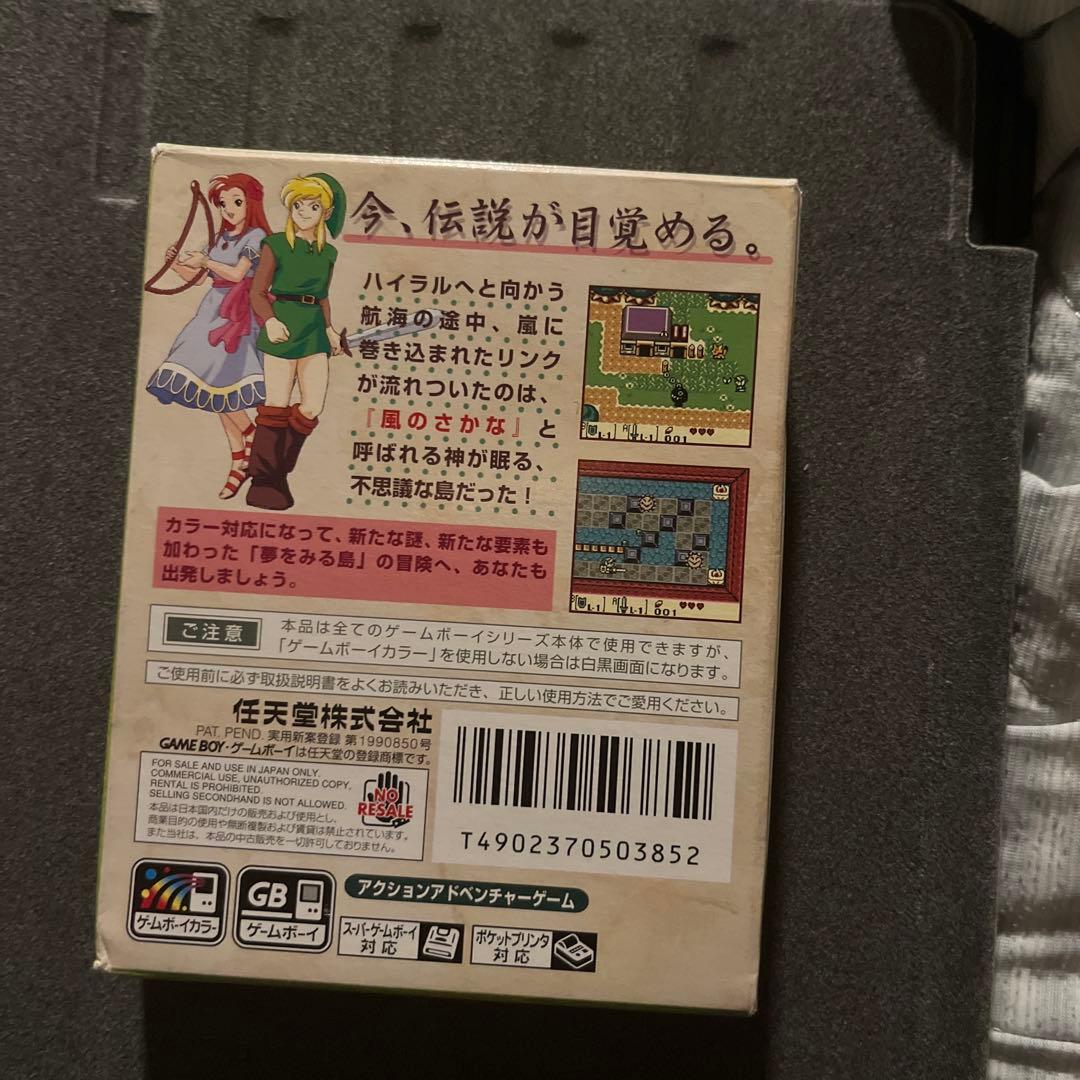 今、伝説が目覚める。
ハイラルへと向かう
航海の途中、嵐に
巻き込まれたリンク
が流れついたのは、
『風のさかな』と
呼ばれる神が眠る、
不思議な島だった！
L-1
L-1
001
L-1
L-1
001
カラー対応になって、新たな謎、新たな要素も
加わった「夢をみる島」の冒険へ、あなたも
出発しましょう。
ご注意
本品は全てのゲームボーイシリーズ本体で使用できますが、
「ゲームボーイカラー」を使用しない場合は白黒画面になります。
ご使用前に必ず取扱説明書をよくお読みいただき、正しい使用方法でご愛用ください。
任天堂株式会社
PAT. PEND. 実用新案登録 第1990850号
GAME BOY・ゲームボーイは任天堂の登録商標です。
FOR SALE AND USE IN JAPAN ONLY.
COMMERCIAL USE, UNAUTHORIZED COPY,
RENTAL IS PROHIBITED.
SELLING SECONDHAND IS NOT ALLOWED.
本品は日本国内だけの販売および使用とし、
商業目的の使用や無断複製および賃貸は禁止されています。
また当社は、本品の中古販売を一切許可しておりません。
NO
RESALE
T4902370503852
ゲームボーイカラー
GB
ゲームボーイ
アクションアドベンチャーゲーム
スーパーゲームボーイ
対応
ポケットプリンタ
対応